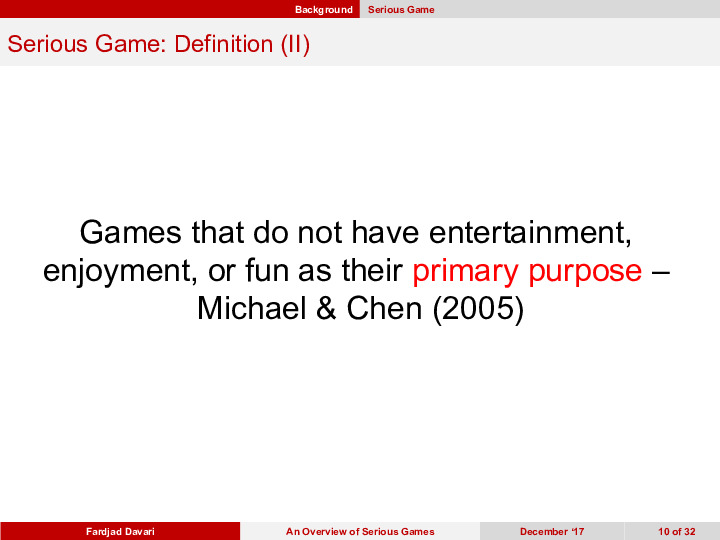 Background Serious Game
Serious Game: Definition (II)
Games that do not have entertainment,
enjoyment, or fun as their primary purpose –
Michael & Chen (2005)
Fardjad Davari An Overview of Serious Games December ‘17 10 of 32